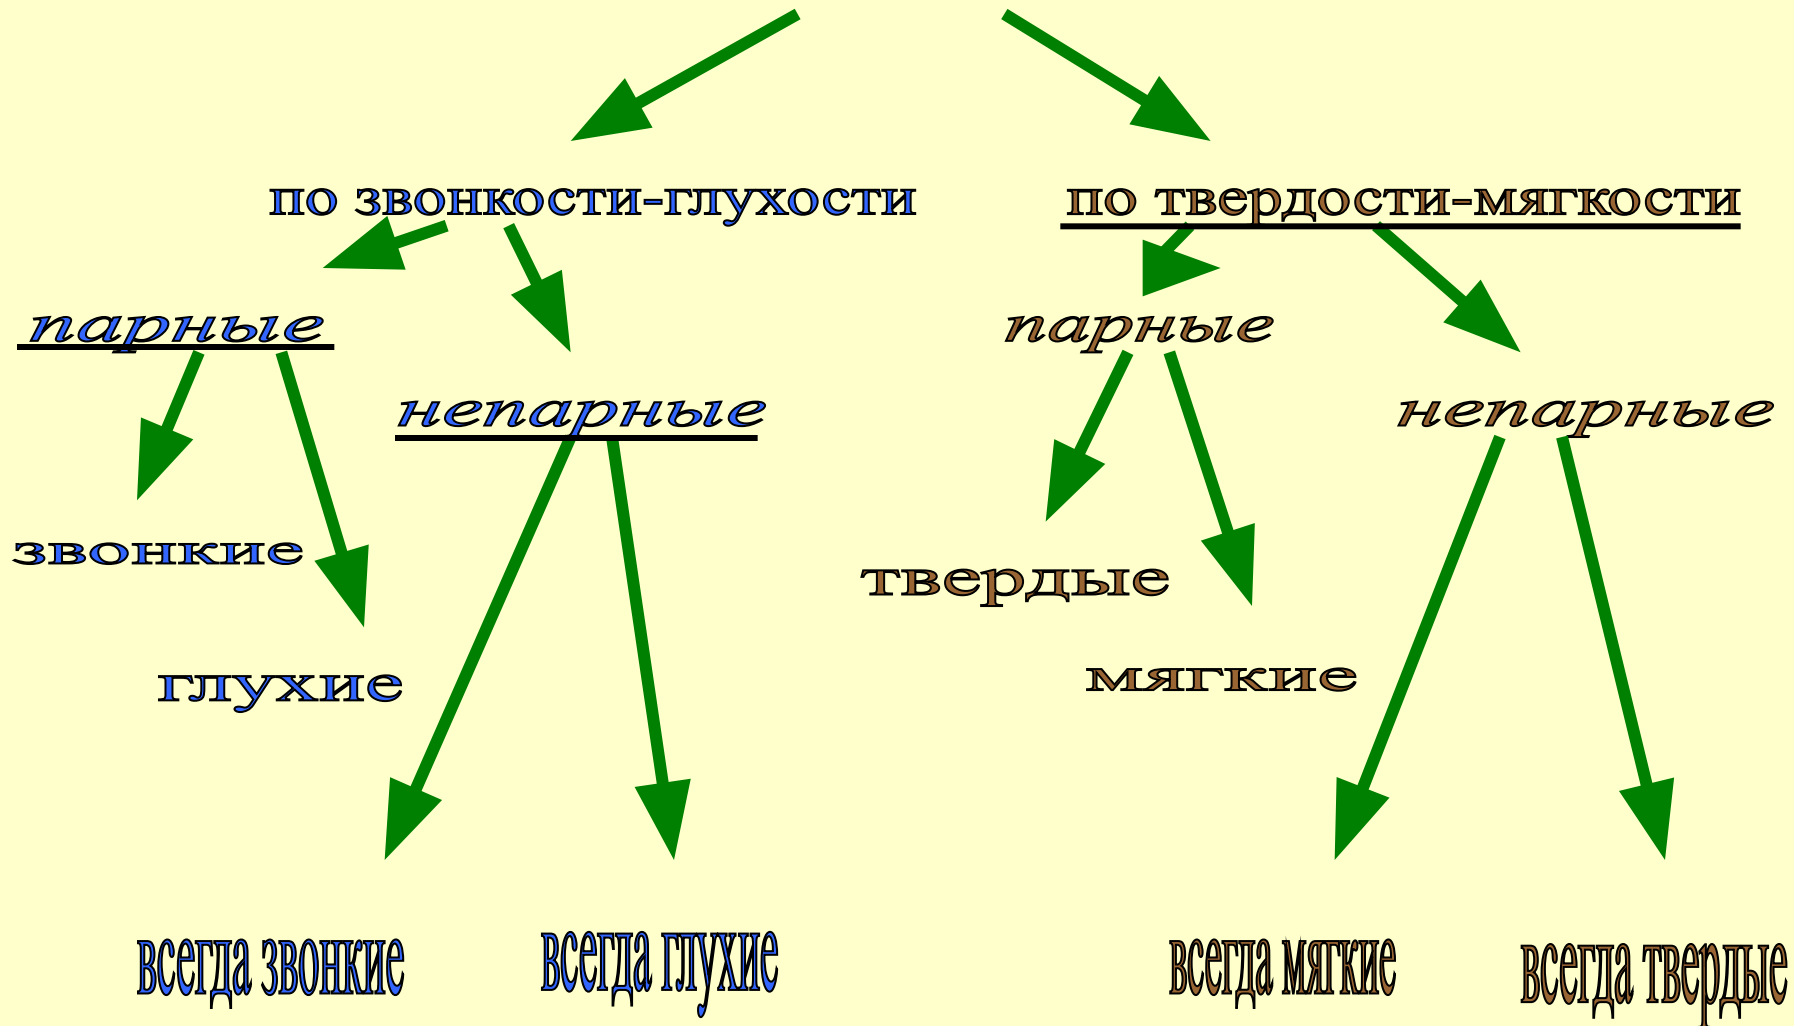 по звонкости-глухости
по твердости-мягкости
парные
парные
непарные
непарные
звонкие
твердые
глухие
мягкие
всегда звонкие
всегда глухие
всегда мягкие
всегда твердые